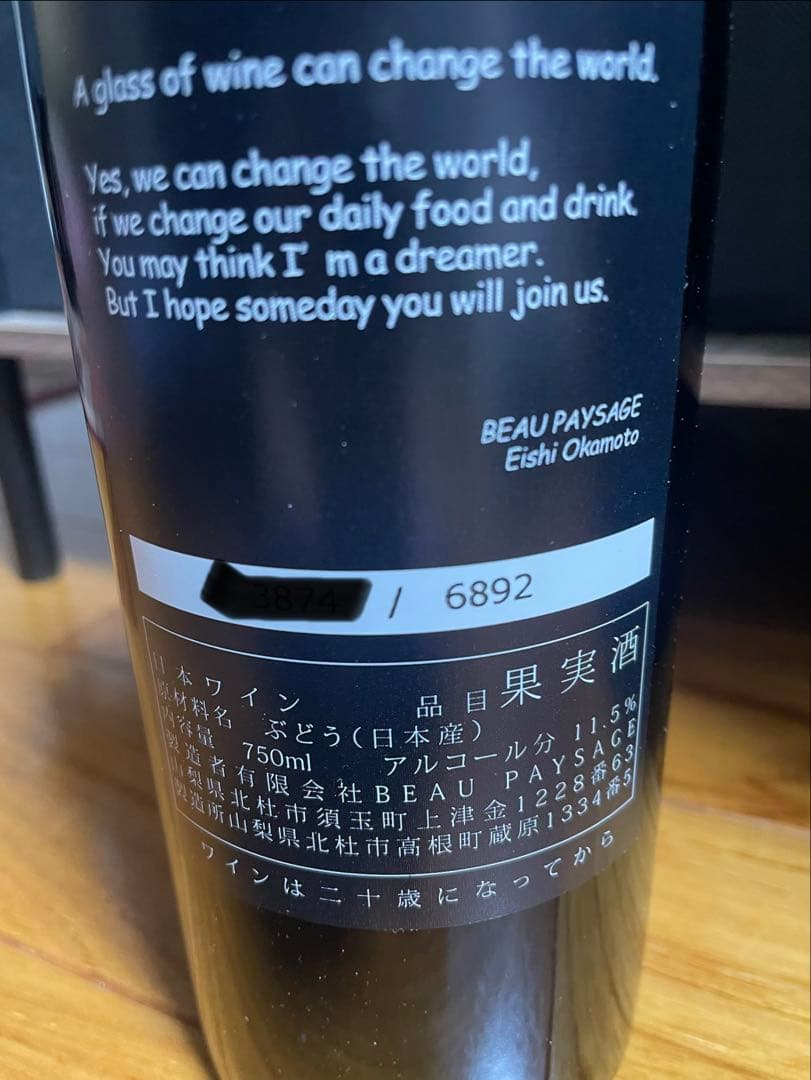 A glass of wine can change the world.
Yes, we can change the world,
if we change our daily food and drink.
You may think I' m a dreamer.
But I hope someday you will join us.
BEAU PAYSAGE
Eishi Okamoto
/ 6892
日本ワイン 品目果実酒
原材料名 ぶどう(日本産)
内容量 750ml アルコール分 11.5%
製造者有限会社BEAU PAYSAGE
山梨県北杜市須玉町上津金1228番63
製造所山梨県北杜市高根町蔵原1334番5
ワインは二十歳になってから